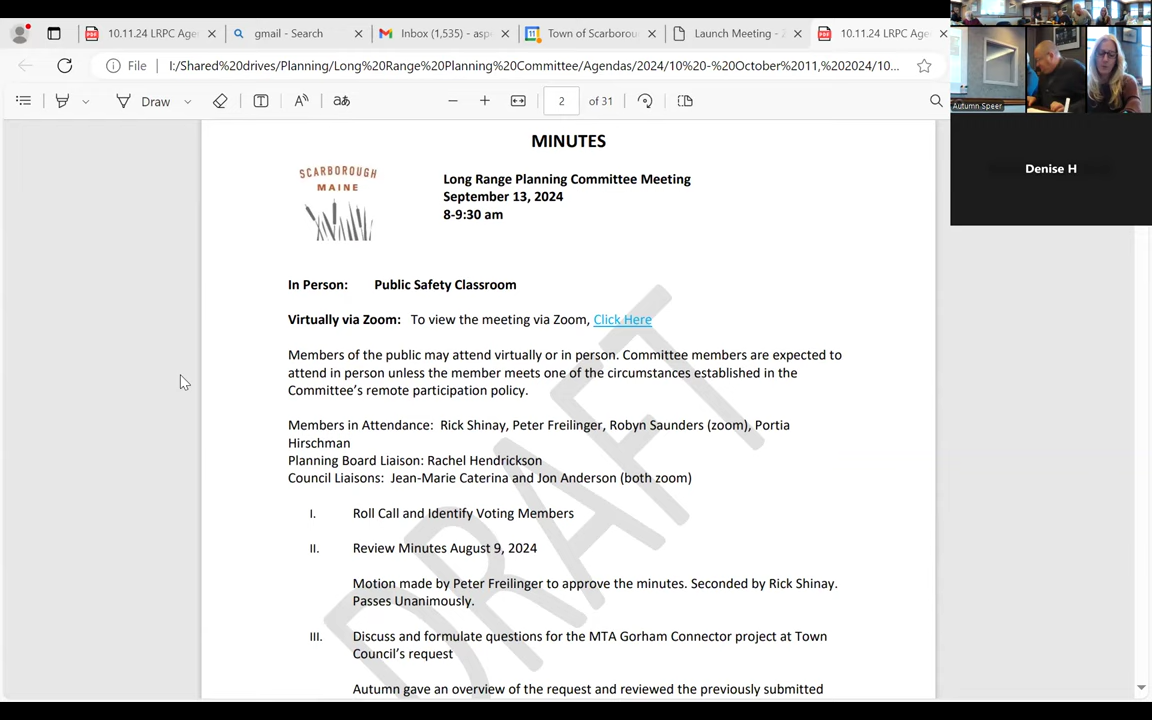 10.11.24 LRPC Age
gmail - Search
Inbox (1,535) - asp
Town of Scarborou
Launch Meeting - Z
10.11.24 LRPC Age
File
I:/Shared%20drives/Planning/Long%20Range%20Planning%20Committee/Agendas/2024/10%20-%20October%2011,%202024/10...
Draw
2 of 31
Autumn Speer
Denise H
MINUTES
SCARBOROUGH
MAINE
Long Range Planning Committee Meeting
September 13, 2024
8-9:30 am
In Person: Public Safety Classroom
Virtually via Zoom: To view the meeting via Zoom, Click Here
Members of the public may attend virtually or in person. Committee members are expected to
attend in person unless the member meets one of the circumstances established in the
Committee's remote participation policy.
Members in Attendance: Rick Shinay, Peter Freilinger, Robyn Saunders (zoom), Portia
Hirschman
Planning Board Liaison: Rachel Hendrickson
Council Liaisons: Jean-Marie Caterina and Jon Anderson (both zoom)
I. Roll Call and Identify Voting Members
II. Review Minutes August 9, 2024
Motion made by Peter Freilinger to approve the minutes. Seconded by Rick Shinay.
Passes Unanimously.
III. Discuss and formulate questions for the MTA Gorham Connector project at Town
Council's request
Autumn gave an overview of the request and reviewed the previously submitted
DRAFT